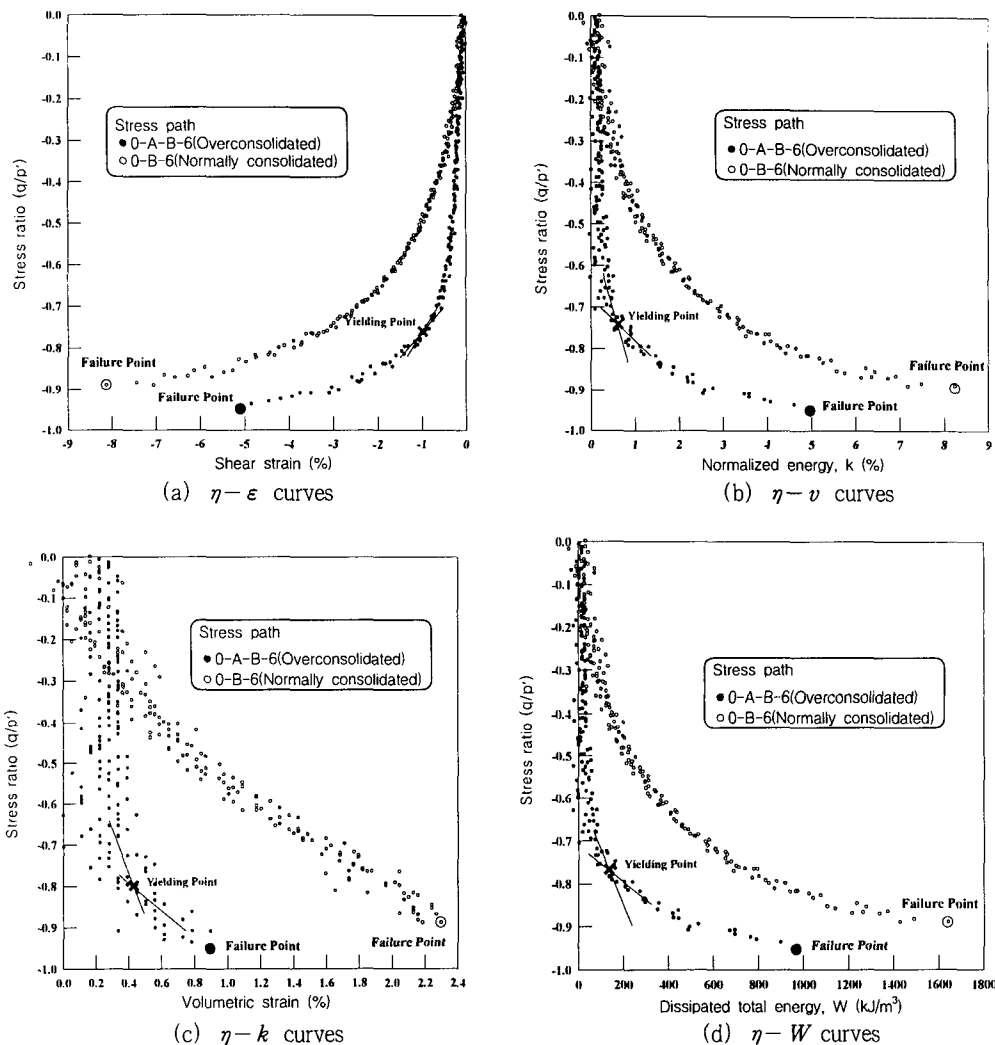 0.0
-0.1
-0.2
-0.3
-0.4
-0.5
-0.6
-0.7
-0.8
-0.9
-1.0
Stress ratio (q/p')
Stress path
0-A-B-6(Overconsolidated)
0-B-6(Normally consolidated)
Yielding Point
Failure Point
Failure Point
-9 -8 -7 -6 -5 -4 -3 -2 -1 0
Shear strain (%)
(a) η-ε curves
0.0
-0.1
-0.2
-0.3
-0.4
-0.5
-0.6
-0.7
-0.8
-0.9
-1.0
Stress ratio (q/p')
Stress path
0-A-B-6(Overconsolidated)
0-B-6(Normally consolidated)
Yielding Point
Failure Point
Failure Point
0 1 2 3 4 5 6 7 8 9
Normalized energy, k (%)
(b) η-v curves
0.0
-0.1
-0.2
-0.3
-0.4
-0.5
-0.6
-0.7
-0.8
-0.9
-1.0
Stress ratio (q/p')
Stress path
0-A-B-6(Overconsolidated)
0-B-6(Normally consolidated)
Yielding Point
Failure Point
Failure Point
0.0 0.2 0.4 0.6 0.8 1.0 1.2 1.4 1.6 1.8 2.0 2.2 2.4
Volumetric strain (%)
(c) η-k curves
0.0
-0.1
-0.2
-0.3
-0.4
-0.5
-0.6
-0.7
-0.8
-0.9
-1.0
Stress ratio (q/p')
Stress path
0-A-B-6(Overconsolidated)
0-B-6(Normally consolidated)
Yielding Point
Failure Point
Failure Point
0 200 400 600 800 1000 1200 1400 1600 1800
Dissipated total energy, W (kJ/m³)
(d) η-W curves